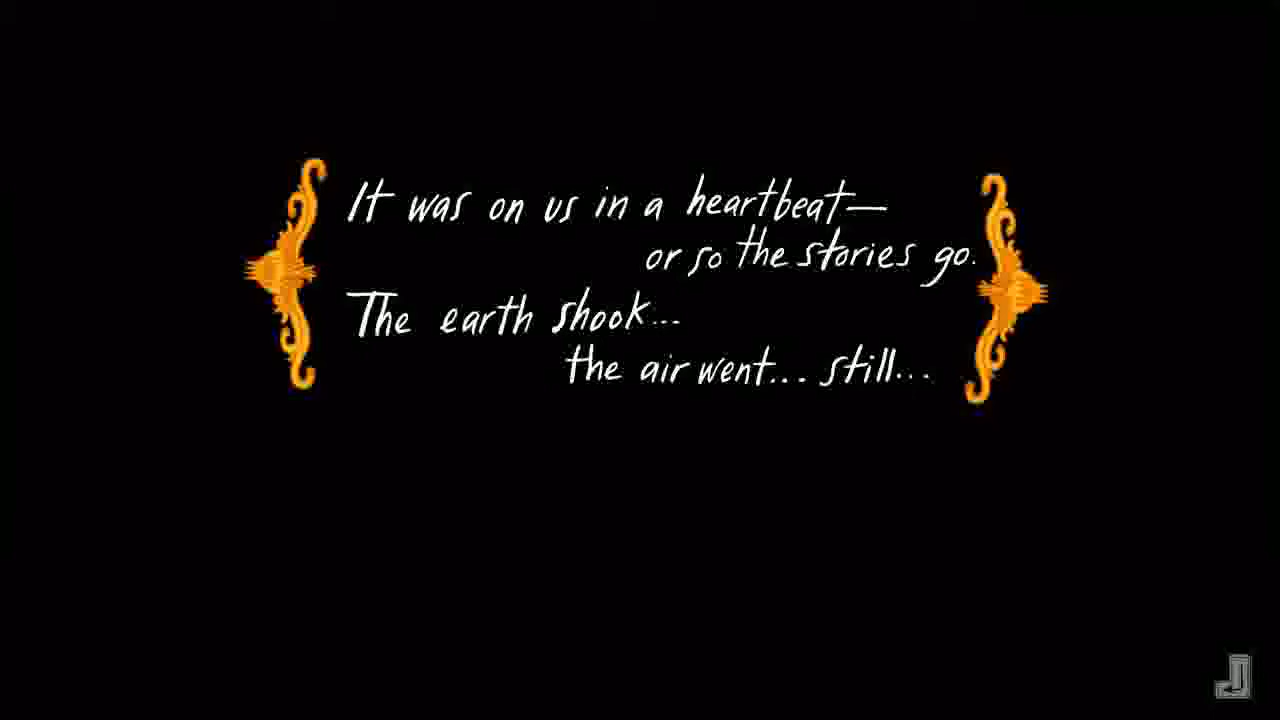 It was on us in a heartbeat—
or so the stories go.
The earth shook...
the air went... still...
J